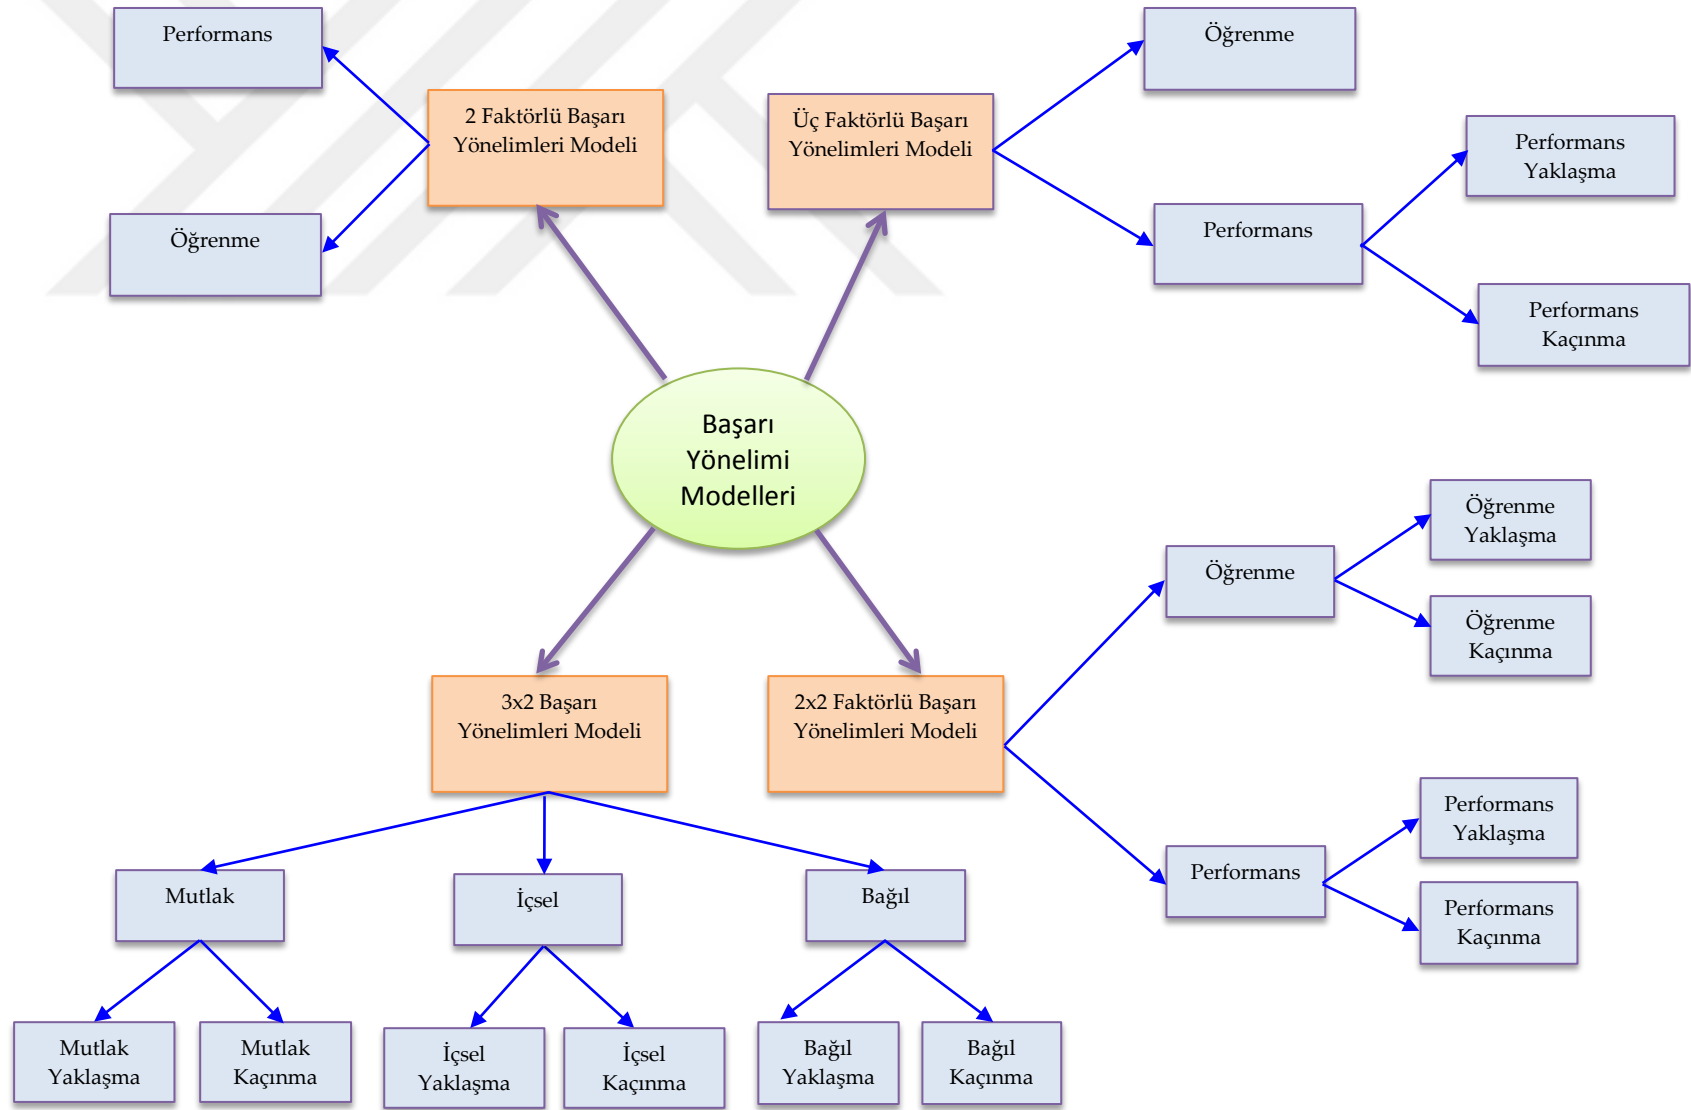 Performans
Öğrenme
2 Faktörlü Başarı
Yönelimleri Modeli
Üç Faktörlü Başarı
Yönelimleri Modeli
Öğrenme
Performans
Performans
Yaklaşma
Performans
Kaçınma
Başarı
Yönelimi
Modelleri
3x2 Başarı
Yönelimleri Modeli
2x2 Faktörlü Başarı
Yönelimleri Modeli
Öğrenme
Öğrenme
Yaklaşma
Öğrenme
Kaçınma
Performans
Performans
Yaklaşma
Performans
Kaçınma
Mutlak
İçsel
Bağıl
Mutlak
Yaklaşma
Mutlak
Kaçınma
İçsel
Yaklaşma
İçsel
Kaçınma
Bağıl
Yaklaşma
Bağıl
Kaçınma